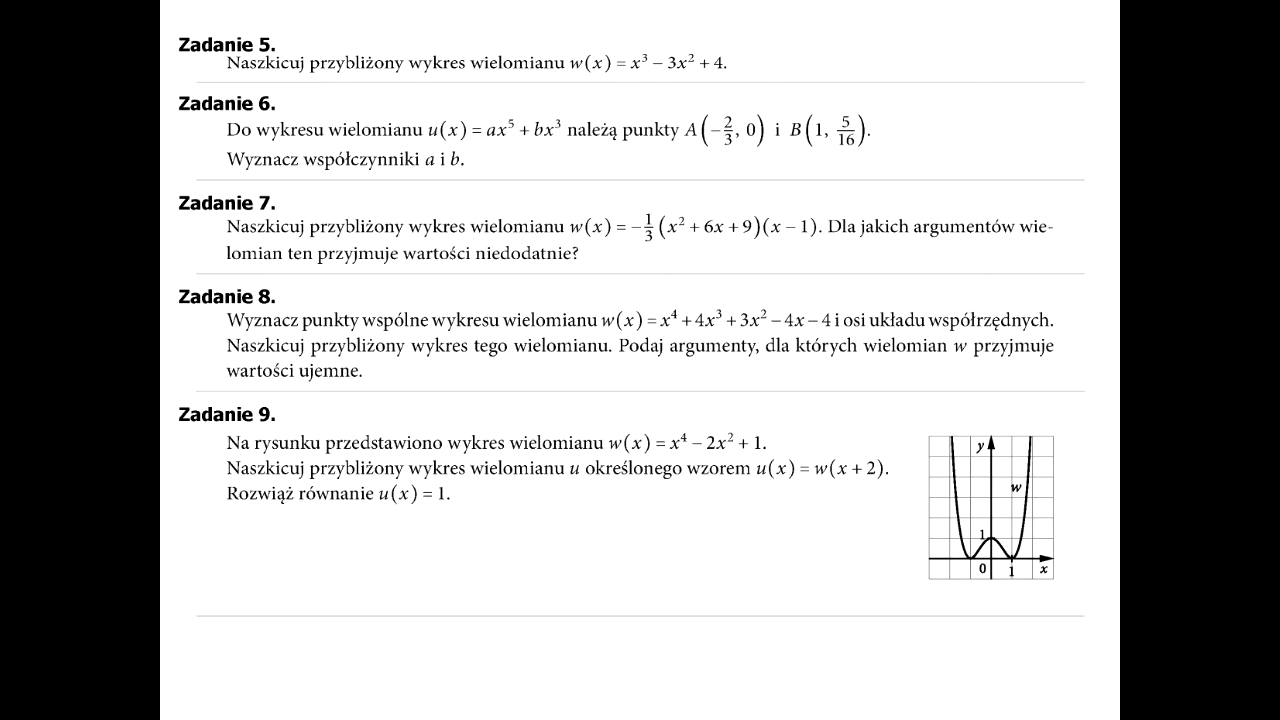 Zadanie 5.
Naszkicuj przybliżony wykres wielomianu w(x) = x³ − 3x² + 4.
Zadanie 6.
Do wykresu wielomianu u(x) = ax⁵ + bx³ należą punkty A(−2/3, 0) i B(1, 5/16).
Wyznacz współczynniki a i b.
Zadanie 7.
Naszkicuj przybliżony wykres wielomianu w(x) = −1/3(x² + 6x + 9)(x − 1). Dla jakich argumentów wie-
lomian ten przyjmuje wartości niedodatnie?
Zadanie 8.
Wyznacz punkty wspólne wykresu wielomianu w(x) = x⁴ + 4x³ + 3x² − 4x − 4 i osi układu współrzędnych.
Naszkicuj przybliżony wykres tego wielomianu. Podaj argumenty, dla których wielomian w przyjmuje
wartości ujemne.
Zadanie 9.
Na rysunku przedstawiono wykres wielomianu w(x) = x⁴ − 2x² + 1.
Naszkicuj przybliżony wykres wielomianu u określonego wzorem u(x) = w(x + 2).
Rozwiąż równanie u(x) = 1.
y
w
1
0 1 x